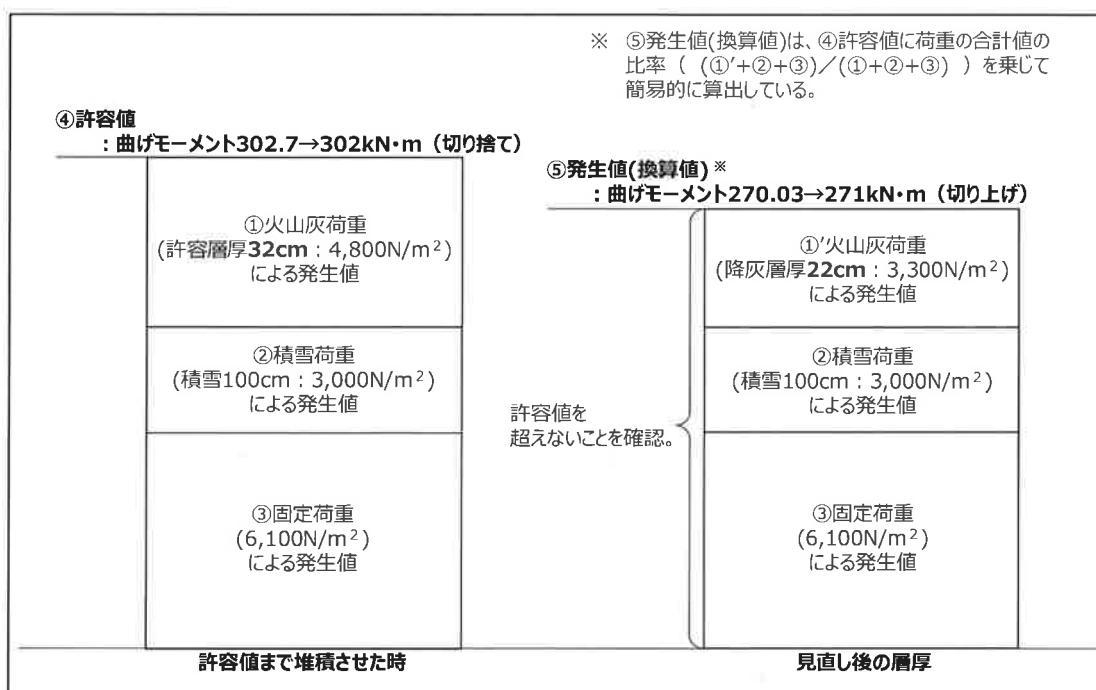 ※ ⑤発生値(換算値)は、④許容値に荷重の合計値の
比率（ (①'+②+③)／(①+②+③) ）を乗じて
簡易的に算出している。
④許容値
：曲げモーメント302.7→302kN・m（切り捨て）
①火山灰荷重
(許容層厚32cm：4,800N/m²)
による発生値
②積雪荷重
(積雪100cm：3,000N/m²)
による発生値
③固定荷重
(6,100N/m²)
による発生値
許容値まで堆積させた時
⑤発生値(換算値)※
：曲げモーメント270.03→271kN・m（切り上げ）
①'火山灰荷重
(降灰層厚22cm：3,300N/m²)
による発生値
②積雪荷重
(積雪100cm：3,000N/m²)
による発生値
許容値を
超えないことを確認。
③固定荷重
(6,100N/m²)
による発生値
見直し後の層厚